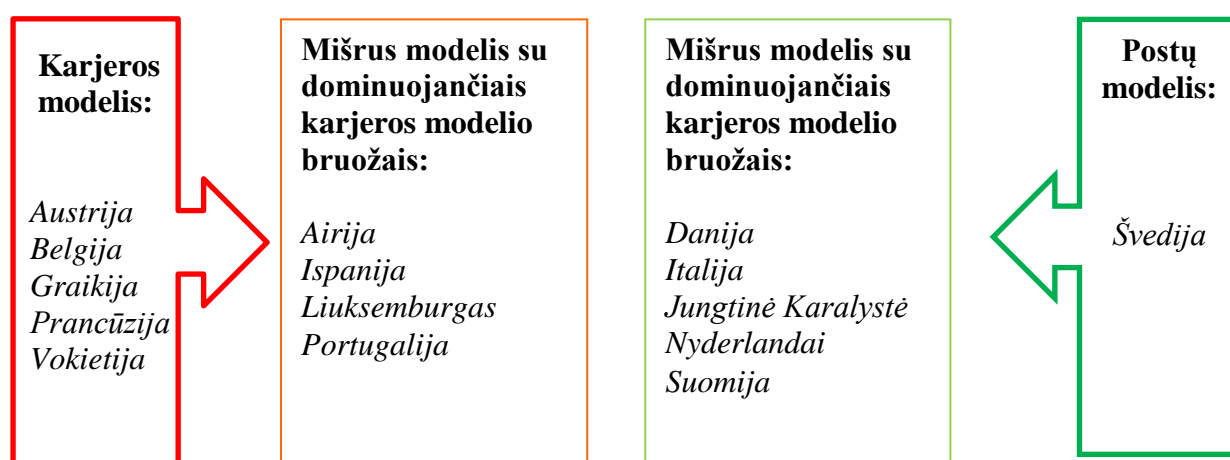 Karjeros
modelis:
Austrija
Belgija
Graikija
Prancūzija
Vokietija
Mišrus modelis su
dominuojančiais
karjeros modelio
bruožais:
Airija
Ispanija
Liuksemburgas
Portugalija
Mišrus modelis su
dominuojančiais
karjeros modelio
bruožais:
Danija
Italija
Jungtinė Karalystė
Nyderlandai
Suomija
Postų
modelis:
Švedija